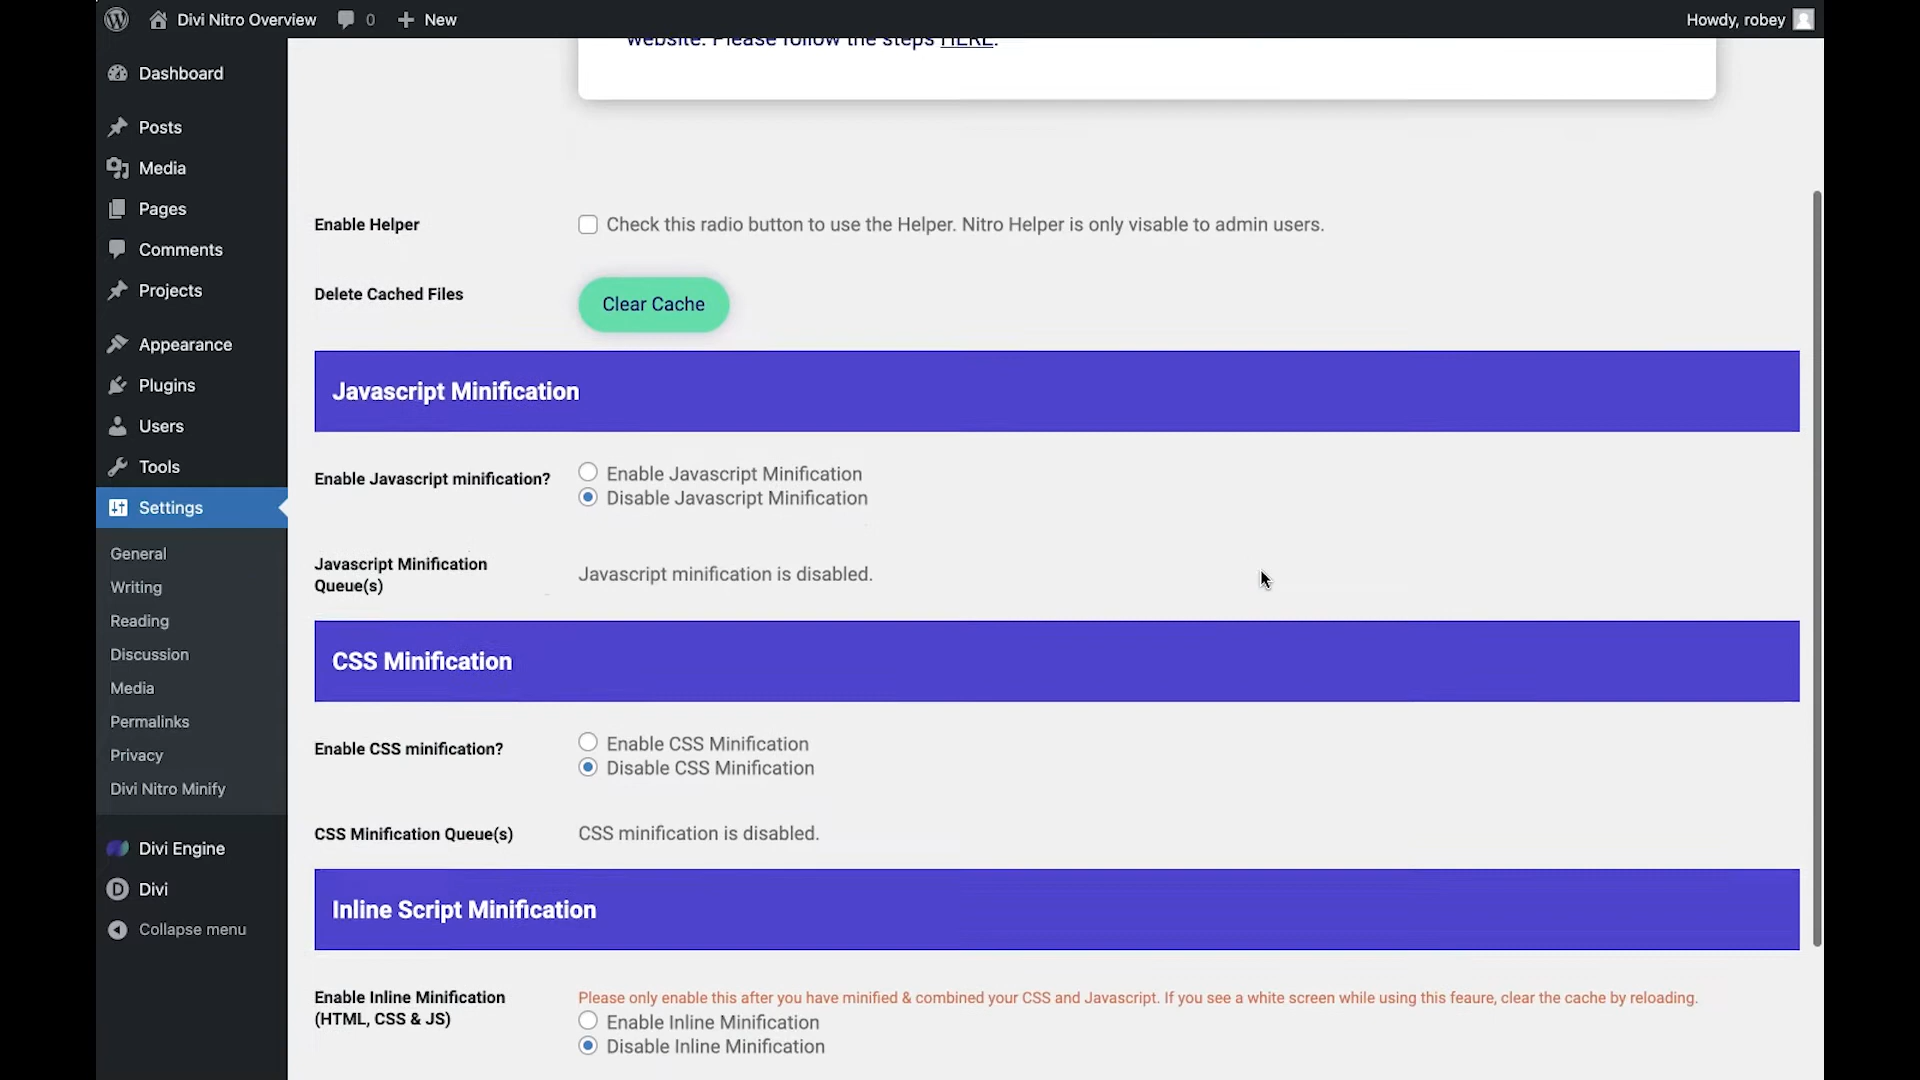 Divi Nitro Overview 0 New Howdy, robey
website. Please follow the steps HERE.
Dashboard
Posts
Media
Pages
Comments
Projects
Appearance
Plugins
Users
Tools
Settings
General
Writing
Reading
Discussion
Media
Permalinks
Privacy
Divi Nitro Minify
Divi Engine
Divi
Collapse menu
Enable Helper
Check this radio button to use the Helper. Nitro Helper is only visable to admin users.
Delete Cached Files
Clear Cache
Javascript Minification
Enable Javascript minification?
Enable Javascript Minification
Disable Javascript Minification
Javascript Minification
Queue(s)
Javascript minification is disabled.
CSS Minification
Enable CSS minification?
Enable CSS Minification
Disable CSS Minification
CSS Minification Queue(s)
CSS minification is disabled.
Inline Script Minification
Enable Inline Minification
(HTML, CSS & JS)
Please only enable this after you have minified & combined your CSS and Javascript. If you see a white screen while using this feaure, clear the cache by reloading.
Enable Inline Minification
Disable Inline Minification